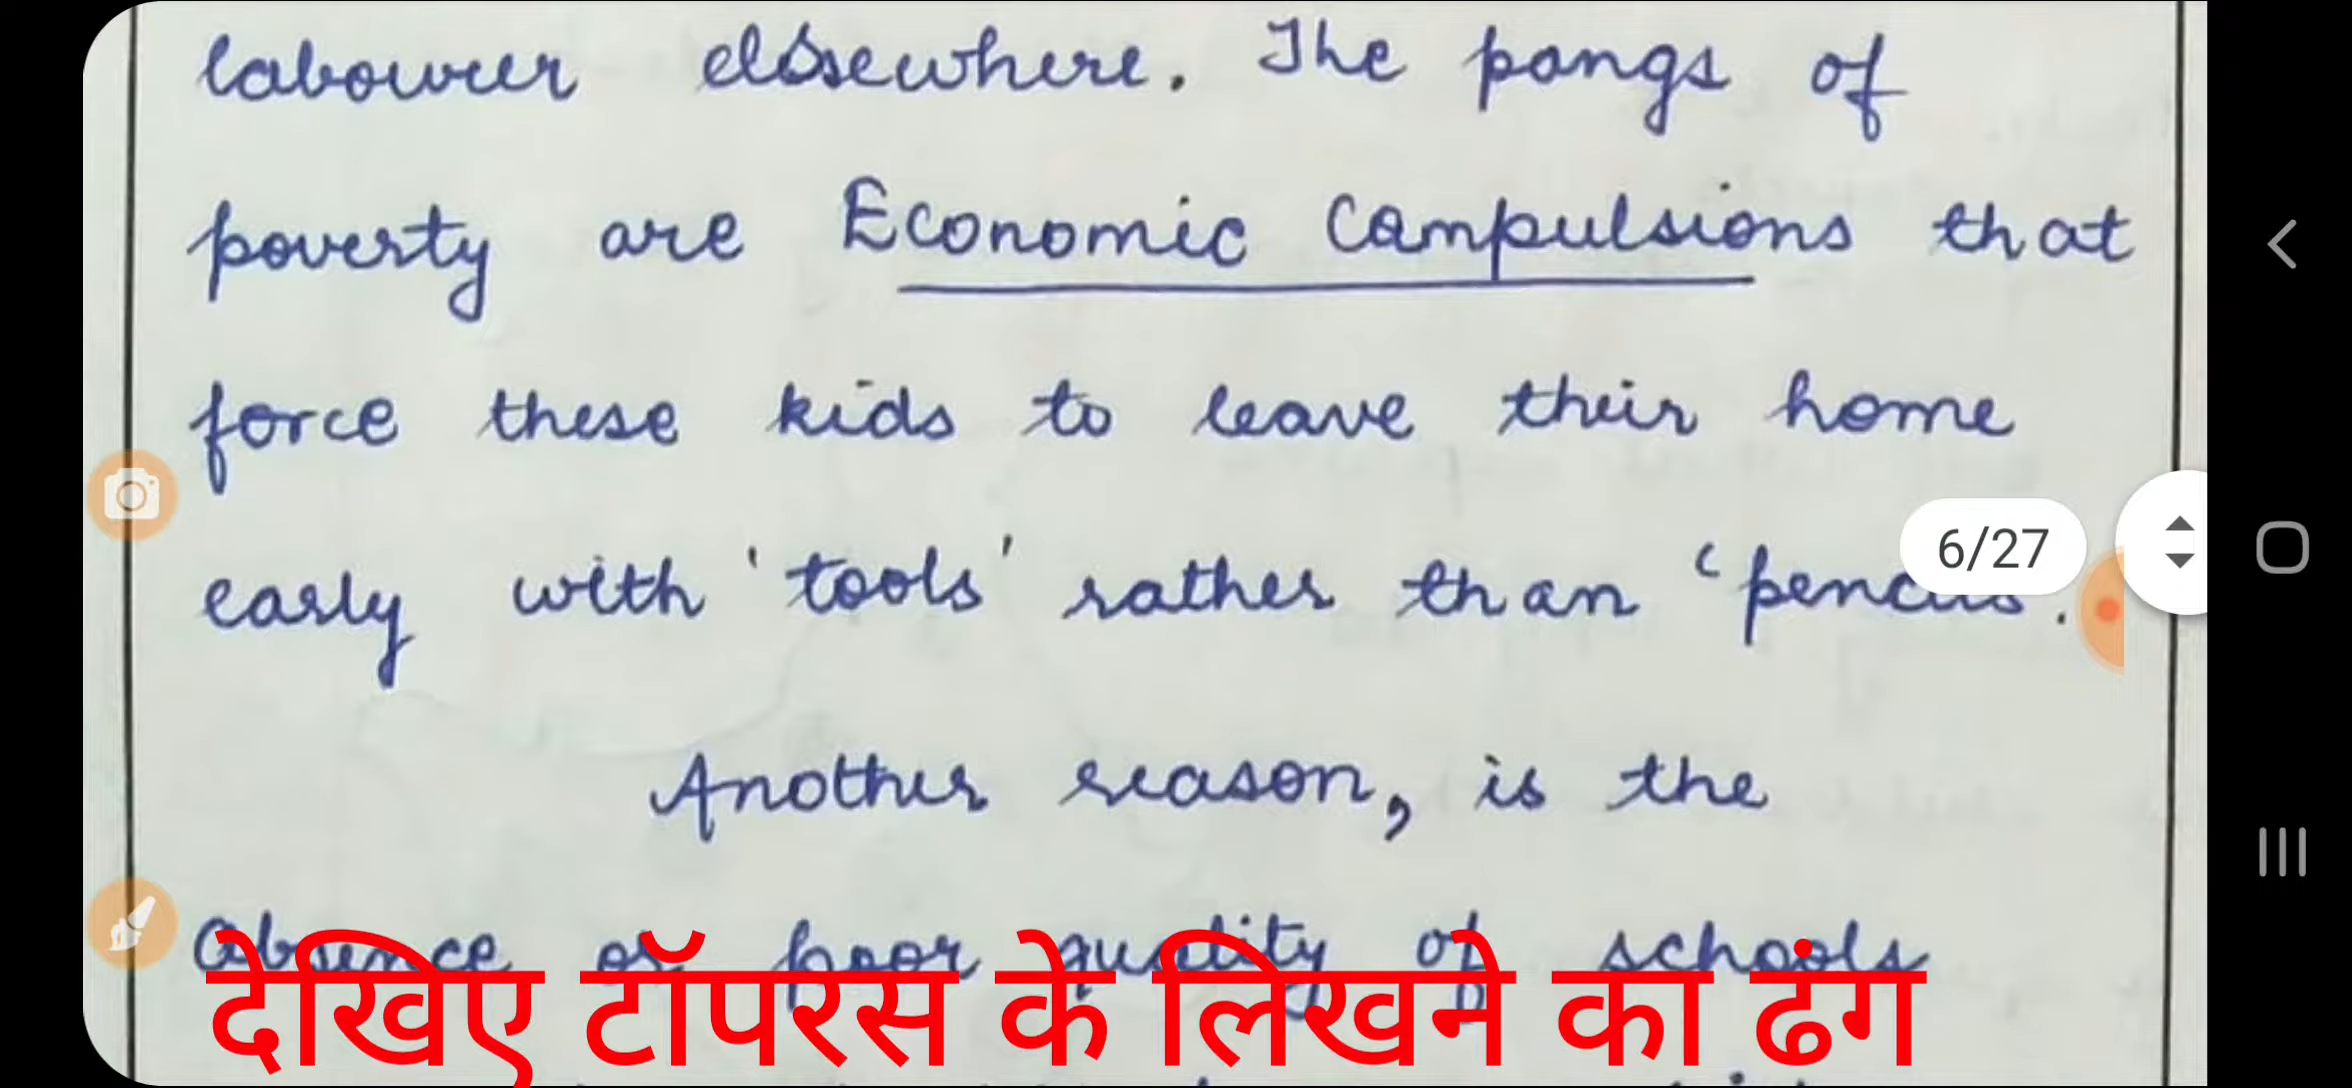 labourer elsewhere. The pangs of
poverty are Economic Compulsions that
force these kids to leave their home
early with 'tools' rather than 'pencils.
6/27
Another reason, is the
Absence or poor quality of schools
देखिए टॉपरस के लिखने का ढंग